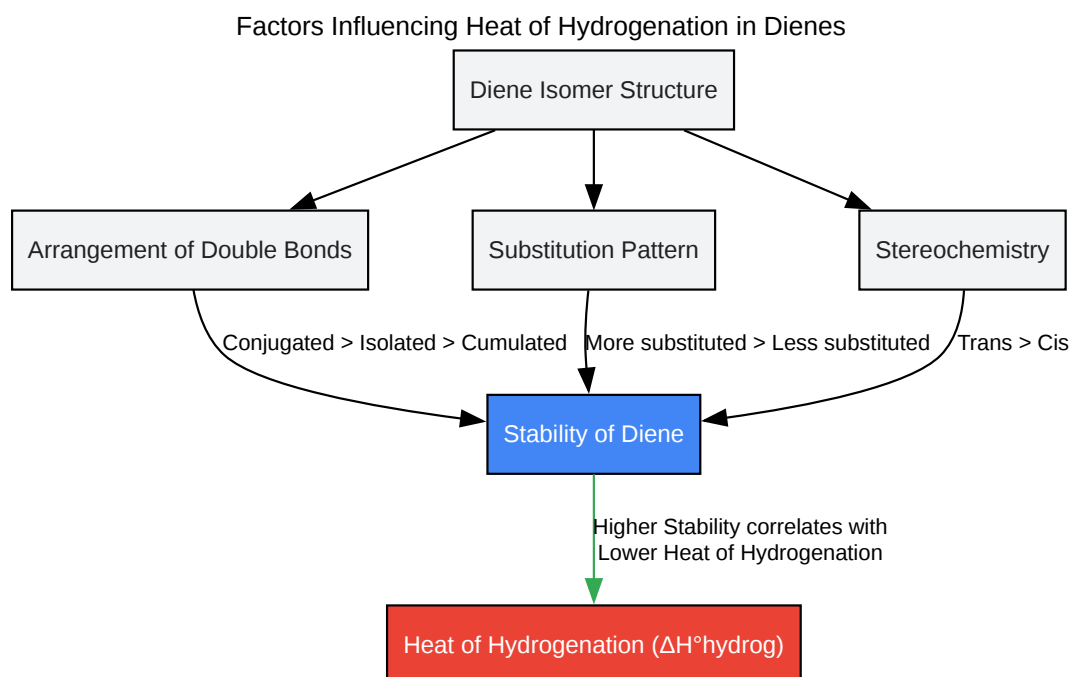 Factors Influencing Heat of Hydrogenation in Dienes
Diene Isomer Structure
Arrangement of Double Bonds
Substitution Pattern
Stereochemistry
Conjugated > Isolated > Cumulated
More substituted > Less substituted
Trans > Cis
Stability of Diene
Higher Stability correlates with
Lower Heat of Hydrogenation
Heat of Hydrogenation (ΔH°hydrog)